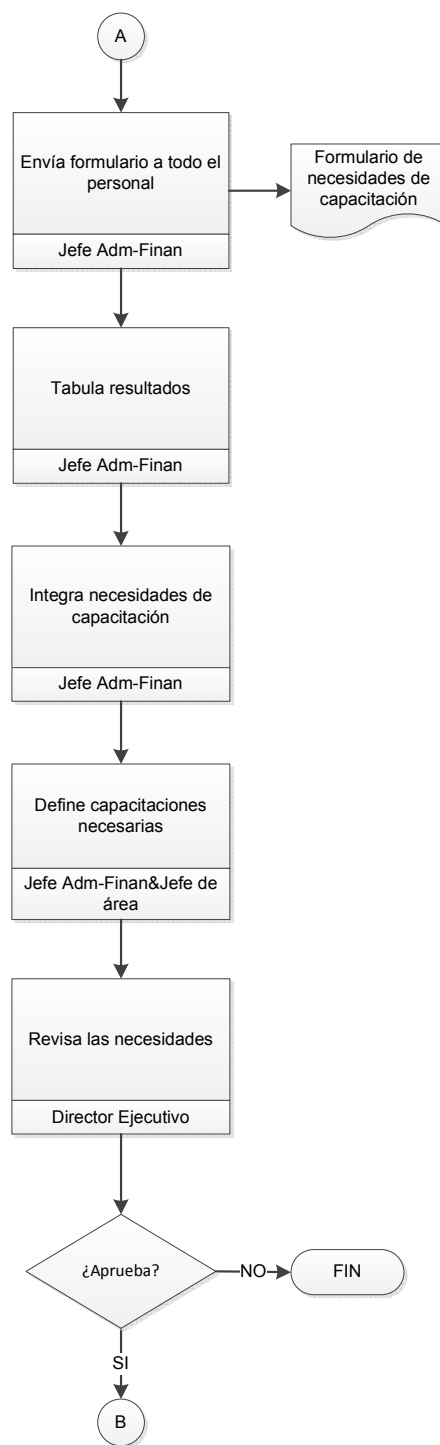 A
Envía formulario a todo el
personal
Jefe Adm-Finan
Formulario de
necesidades de
capacitación
Tabula resultados
Jefe Adm-Finan
Integra necesidades de
capacitación
Jefe Adm-Finan
Define capacitaciones
necesarias
Jefe Adm-Finan&Jefe de
área
Revisa las necesidades
Director Ejecutivo
¿Aprueba?
NO
FIN
SI
B